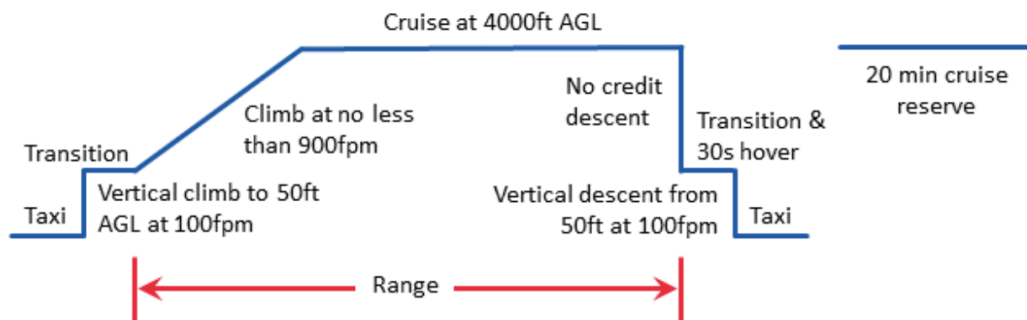 Cruise at 4000ft AGL
No credit
descent
20 min cruise
reserve
Climb at no less
than 900fpm
Transition &
30s hover
Transition
Vertical climb to 50ft
AGL at 100fpm
Vertical descent from
50ft at 100fpm
Taxi
Taxi
Range